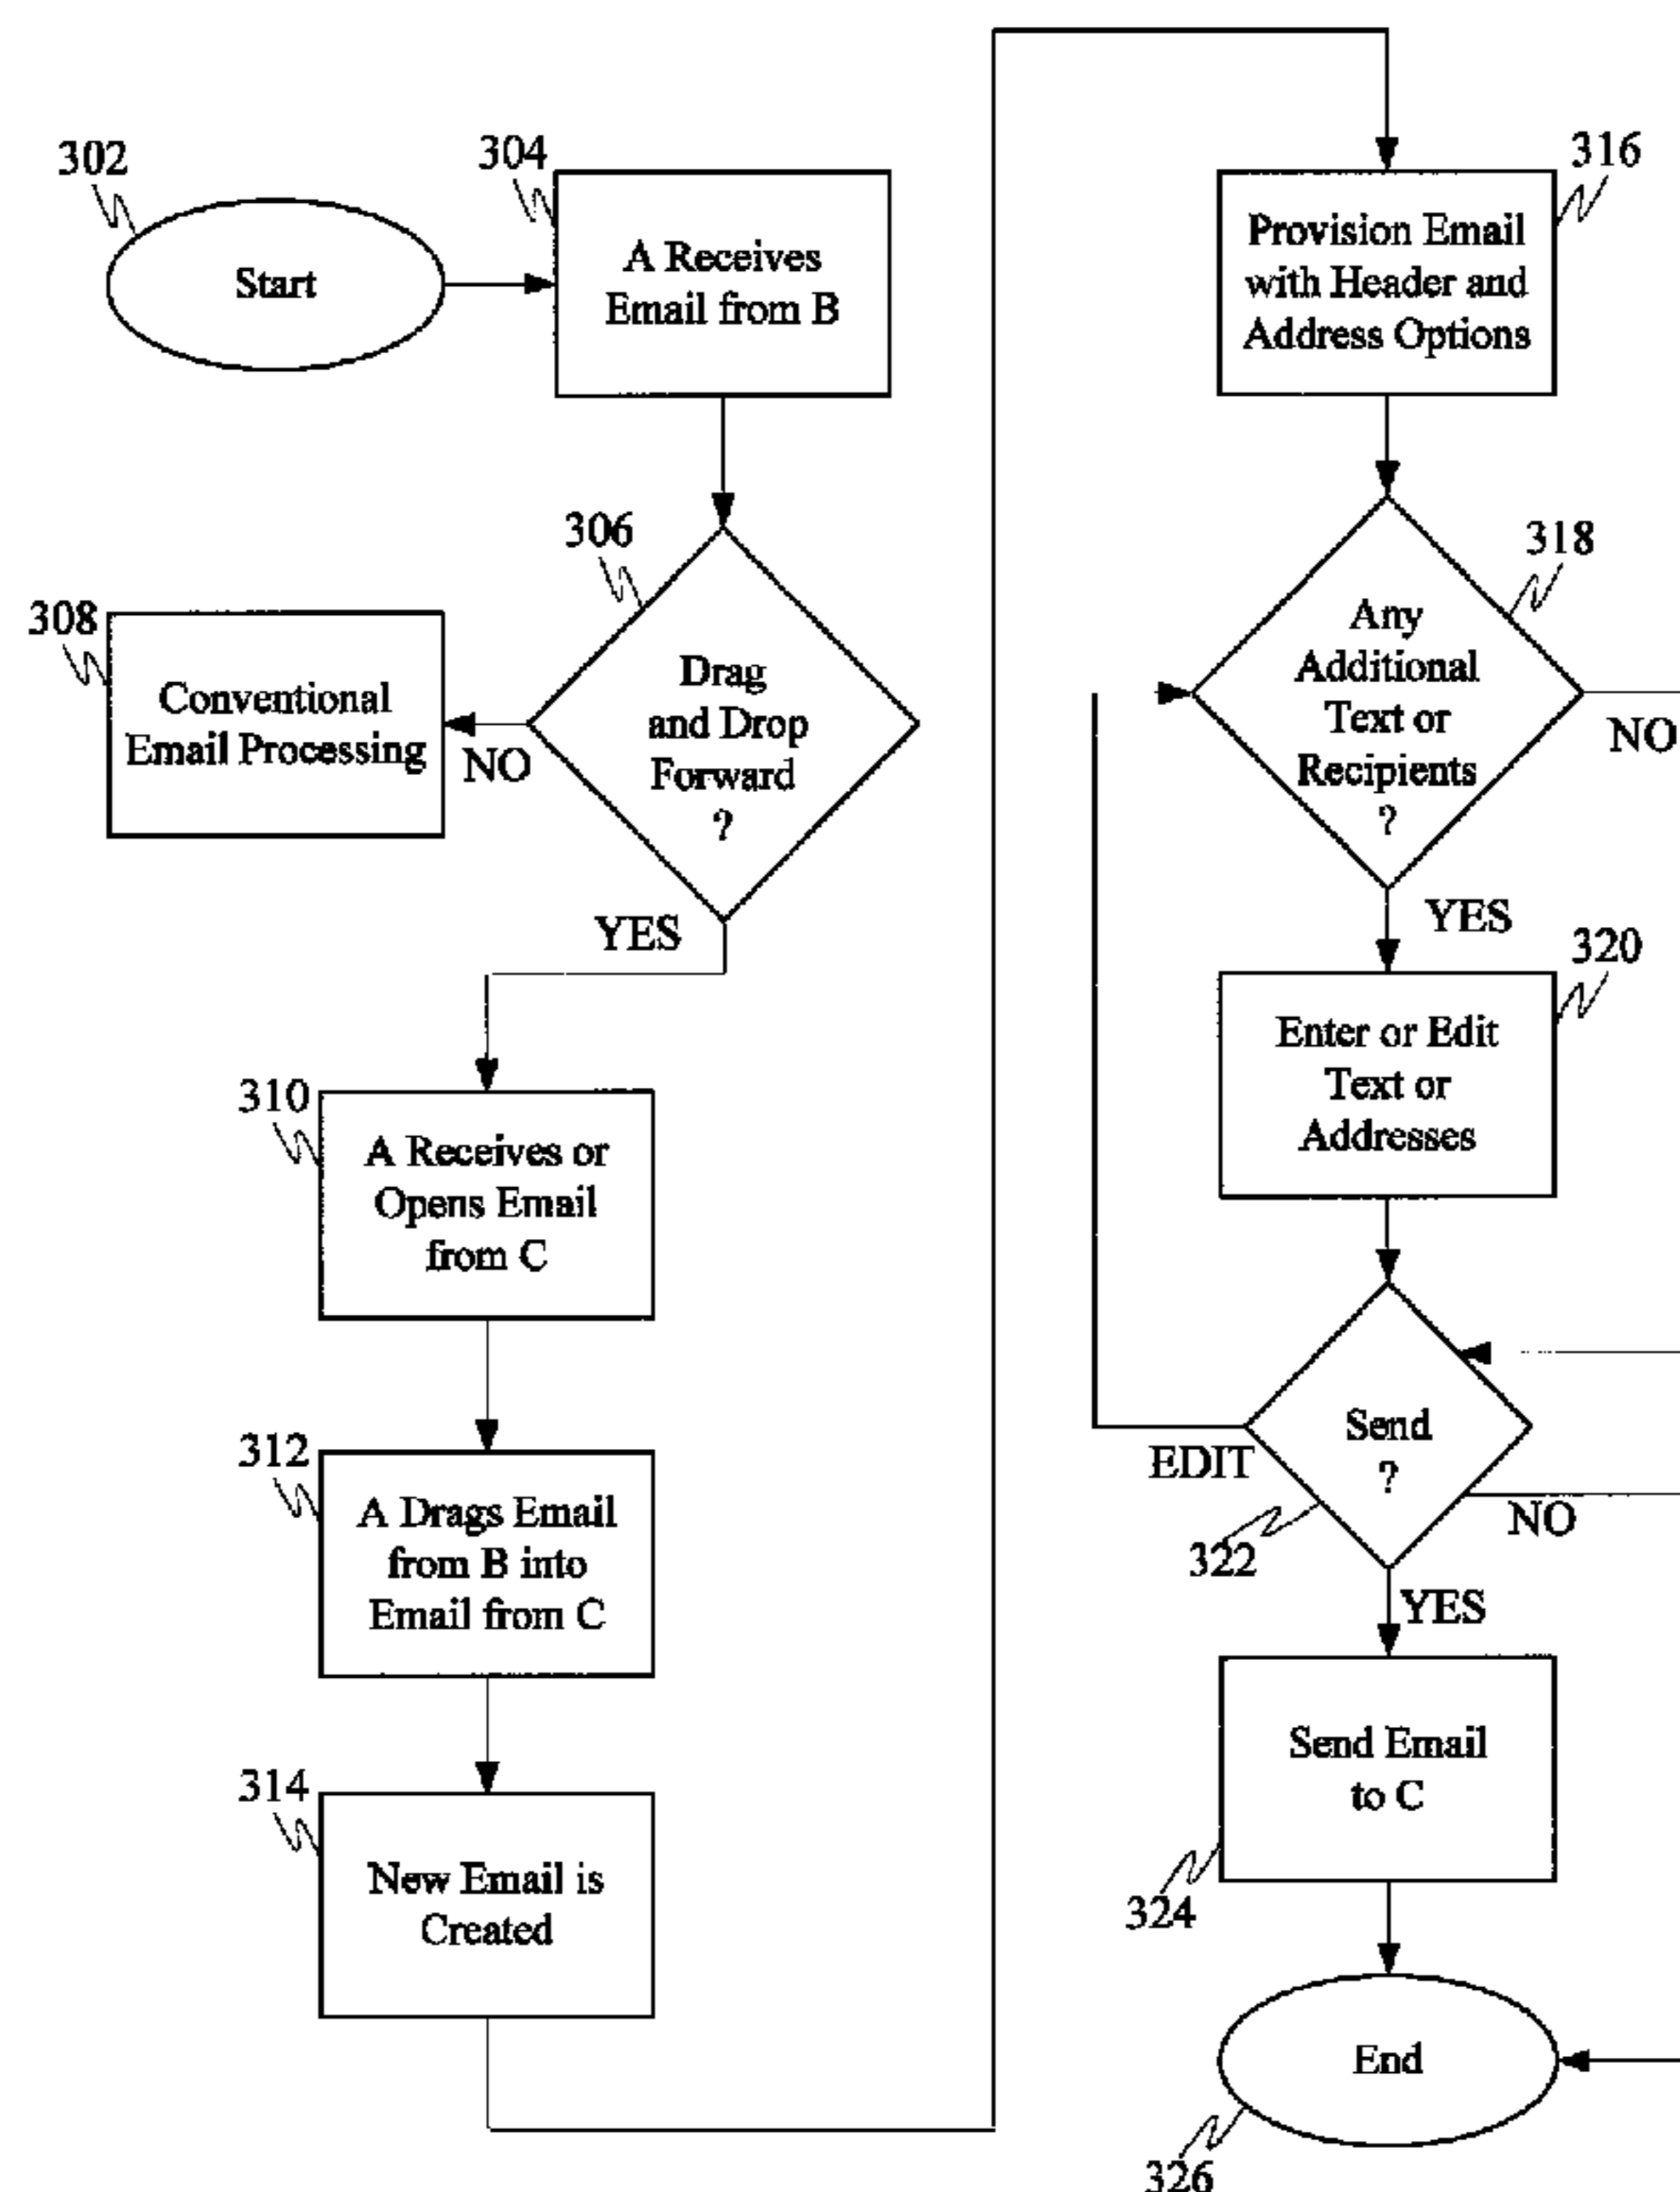 302
Start
304
A Receives
Email from B
306
Drag
and Drop
Forward
?
308
Conventional
Email Processing
NO
YES
310
A Receives or
Opens Email
from C
312
A Drags Email
from B into
Email from C
314
New Email is
Created
316
Provision Email
with Header and
Address Options
318
Any
Additional
Text or
Recipients
?
NO
YES
320
Enter or Edit
Text or
Addresses
Send
?
EDIT
NO
322
YES
Send Email
to C
324
End
326